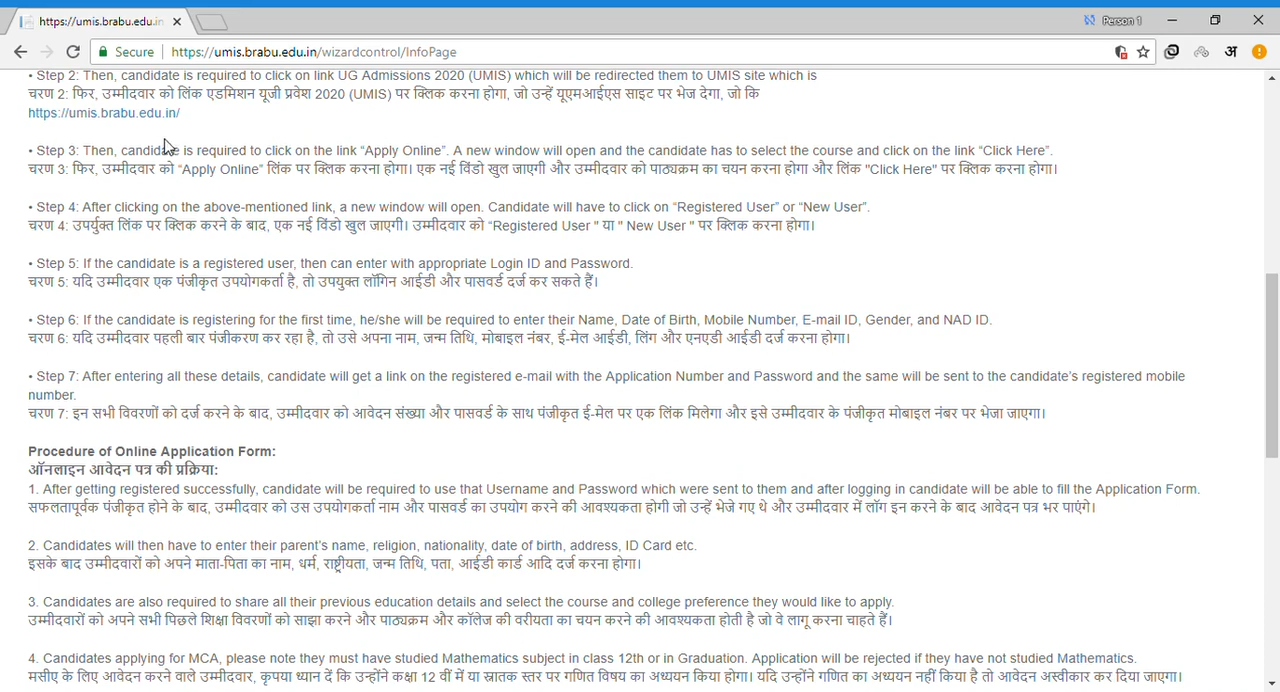 https://umis.brabu.edu.in
Person 1
Secure
https://umis.brabu.edu.in/wizardcontrol/InfoPage
अ
• Step 2: Then, candidate is required to click on link UG Admissions 2020 (UMIS) which will be redirected them to UMIS site which is
चरण 2: फिर, उम्मीदवार को लिंक एडमिशन यूजी प्रवेश 2020 (UMIS) पर क्लिक करना होगा, जो उन्हें यूएमआईएस साइट पर भेज देगा, जो कि
https://umis.brabu.edu.in/
• Step 3: Then, candidate is required to click on the link “Apply Online”. A new window will open and the candidate has to select the course and click on the link “Click Here”.
चरण 3: फिर, उम्मीदवार को “Apply Online” लिंक पर क्लिक करना होगा। एक नई विंडो खुल जाएगी और उम्मीदवार को पाठ्यक्रम का चयन करना होगा और लिंक "Click Here" पर क्लिक करना होगा।
• Step 4: After clicking on the above-mentioned link, a new window will open. Candidate will have to click on “Registered User” or “New User”.
चरण 4: उपर्युक्त लिंक पर क्लिक करने के बाद, एक नई विंडो खुल जाएगी। उम्मीदवार को “Registered User " या " New User " पर क्लिक करना होगा।
• Step 5: If the candidate is a registered user, then can enter with appropriate Login ID and Password.
चरण 5: यदि उम्मीदवार एक पंजीकृत उपयोगकर्ता है, तो उपयुक्त लॉगिन आईडी और पासवर्ड दर्ज कर सकते हैं।
• Step 6: If the candidate is registering for the first time, he/she will be required to enter their Name, Date of Birth, Mobile Number, E-mail ID, Gender, and NAD ID.
चरण 6: यदि उम्मीदवार पहली बार पंजीकरण कर रहा है, तो उसे अपना नाम, जन्म तिथि, मोबाइल नंबर, ई-मेल आईडी, लिंग और एनएडी आईडी दर्ज करना होगा।
• Step 7: After entering all these details, candidate will get a link on the registered e-mail with the Application Number and Password and the same will be sent to the candidate’s registered mobile
number.
चरण 7: इन सभी विवरणों को दर्ज करने के बाद, उम्मीदवार को आवेदन संख्या और पासवर्ड के साथ पंजीकृत ई-मेल पर एक लिंक मिलेगा और इसे उम्मीदवार के पंजीकृत मोबाइल नंबर पर भेजा जाएगा।
Procedure of Online Application Form:
ऑनलाइन आवेदन पत्र की प्रक्रिया:
1. After getting registered successfully, candidate will be required to use that Username and Password which were sent to them and after logging in candidate will be able to fill the Application Form.
सफलतापूर्वक पंजीकृत होने के बाद, उम्मीदवार को उस उपयोगकर्ता नाम और पासवर्ड का उपयोग करने की आवश्यकता होगी जो उन्हें भेजे गए थे और उम्मीदवार में लॉग इन करने के बाद आवेदन पत्र भर पाएंगे।
2. Candidates will then have to enter their parent’s name, religion, nationality, date of birth, address, ID Card etc.
इसके बाद उम्मीदवारों को अपने माता-पिता का नाम, धर्म, राष्ट्रीयता, जन्म तिथि, पता, आईडी कार्ड आदि दर्ज करना होगा।
3. Candidates are also required to share all their previous education details and select the course and college preference they would like to apply.
उम्मीदवारों को अपने सभी पिछले शिक्षा विवरणों को साझा करने और पाठ्यक्रम और कॉलेज की वरीयता का चयन करने की आवश्यकता होती है जो वे लागू करना चाहते हैं।
4. Candidates applying for MCA, please note they must have studied Mathematics subject in class 12th or in Graduation. Application will be rejected if they have not studied Mathematics.
मसीए के लिए आवेदन करने वाले उम्मीदवार, कृपया ध्यान दें कि उन्होंने कक्षा 12 वीं में या स्नातक स्तर पर गणित विषय का अध्ययन किया होगा। यदि उन्होंने गणित का अध्ययन नहीं किया है तो आवेदन अस्वीकार कर दिया जाएगा।